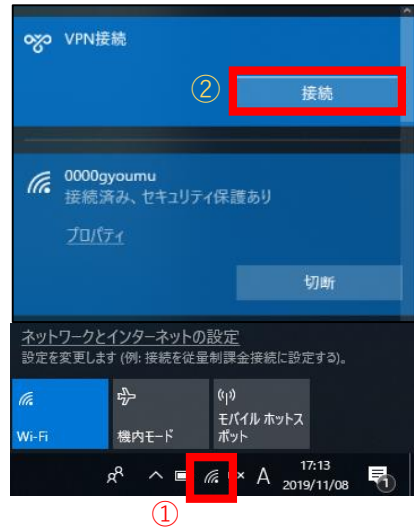 VPN接続
②
接続
0000gyoumu
接続済み、セキュリティ保護あり
プロパティ
切断
ネットワークとインターネットの設定
設定を変更します (例: 接続を従量制課金接続に設定する)。
Wi-Fi
機内モード
モバイル ホットス
ポット
A
17:13
2019/11/08
1
①